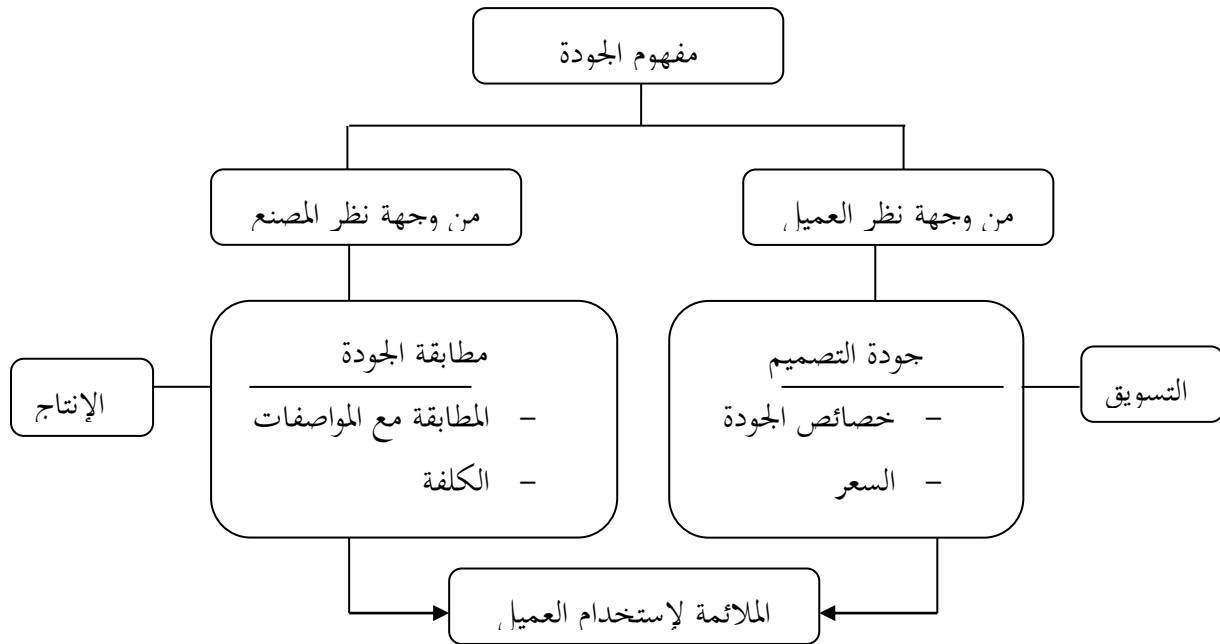 مفهوم الجودة
من وجهة نظر العميل
من وجهة نظر المصنع
جودة التصميم
- خصائص الجودة
- السعر
التسويق
مطابقة الجودة
- المطابقة مع المواصفات
- الكلفة
الإنتاج
الملائمة لإستخدام العميل